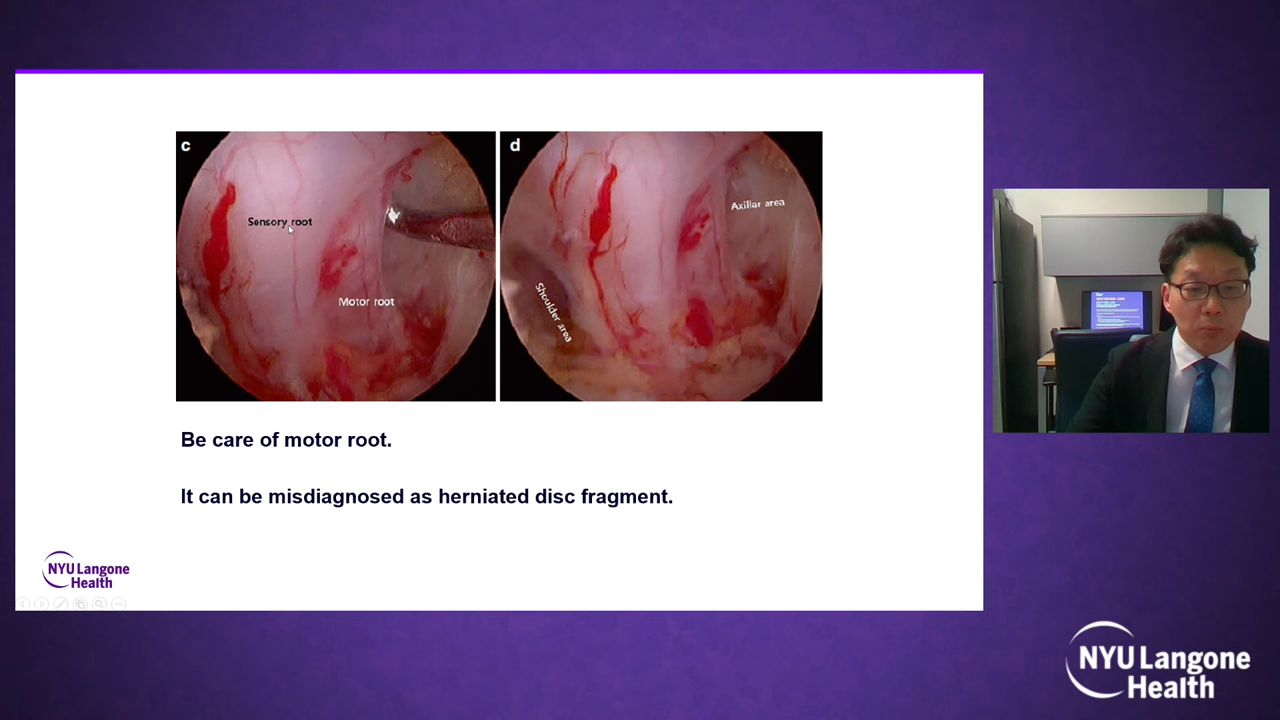 c
d
Sensory root
Axillar area
Motor root
Shoulder area
Be care of motor root.
It can be misdiagnosed as herniated disc fragment.
NYU Langone
Health
NYU Langone
Health